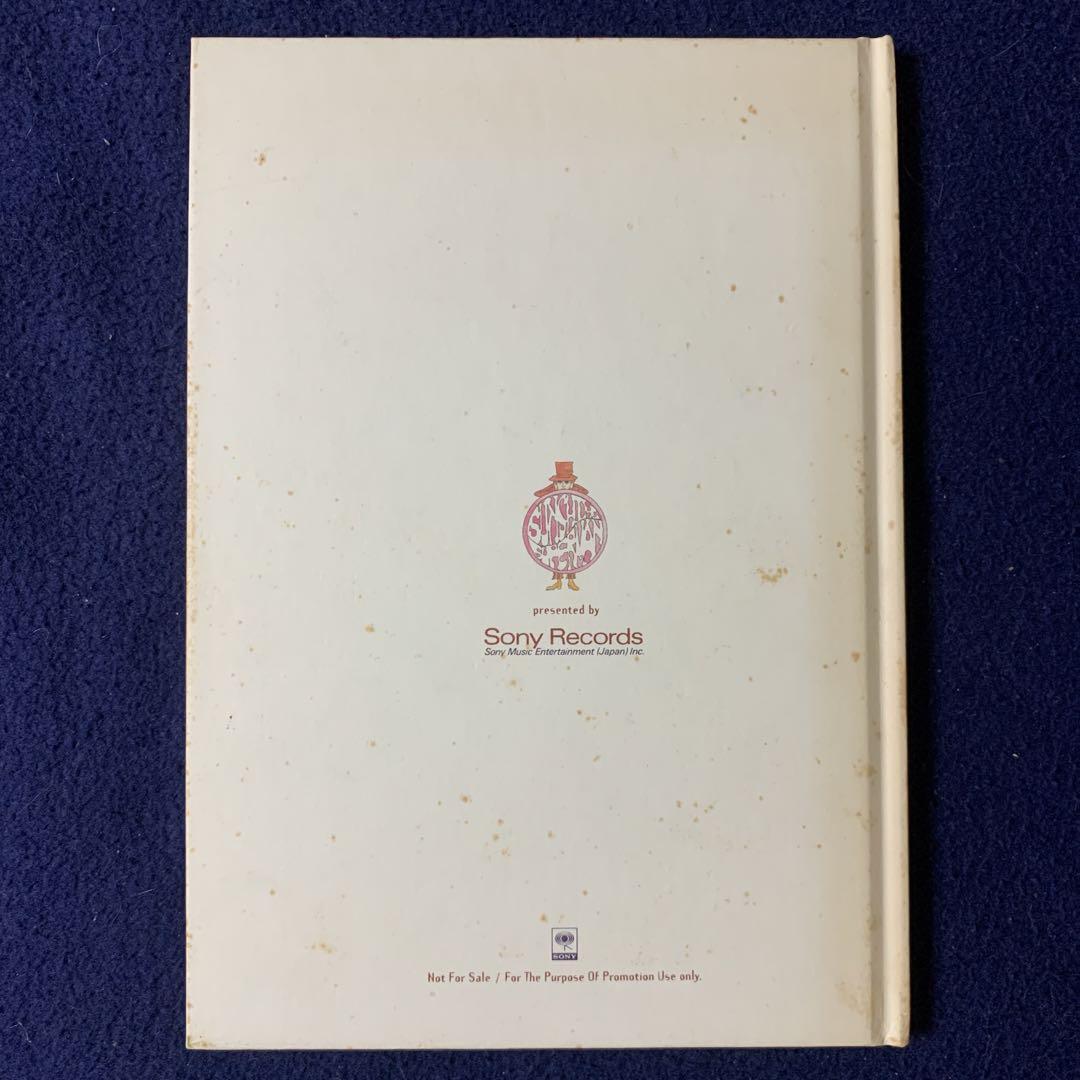 presented by
Sony Records
Sony Music Entertainment (Japan) Inc.
SONY
Not For Sale / For The Purpose Of Promotion Use only.